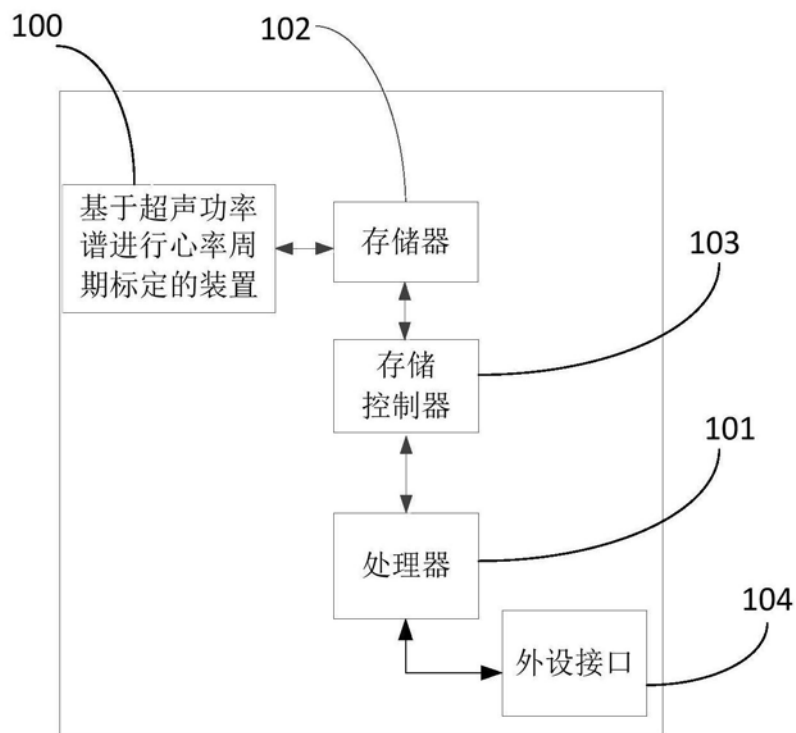 100
102
基于超声功率
谱进行心率周
期标定的装置
存储器
103
存储
控制器
101
处理器
104
外设接口